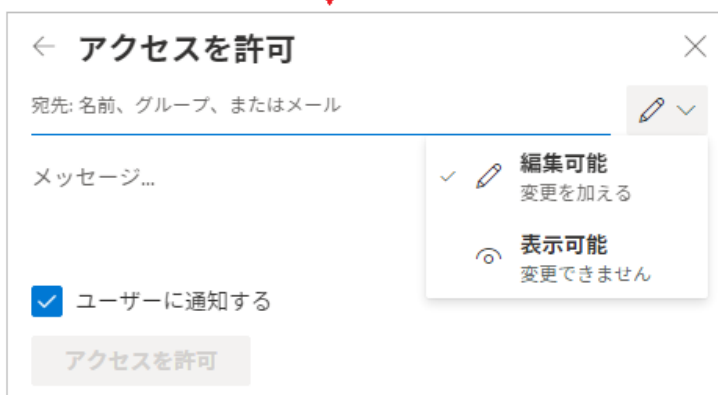 アクセスを許可
宛先: 名前、グループ、またはメール
メッセージ...
編集可能
変更を加える
表示可能
変更できません
ユーザーに通知する
アクセスを許可